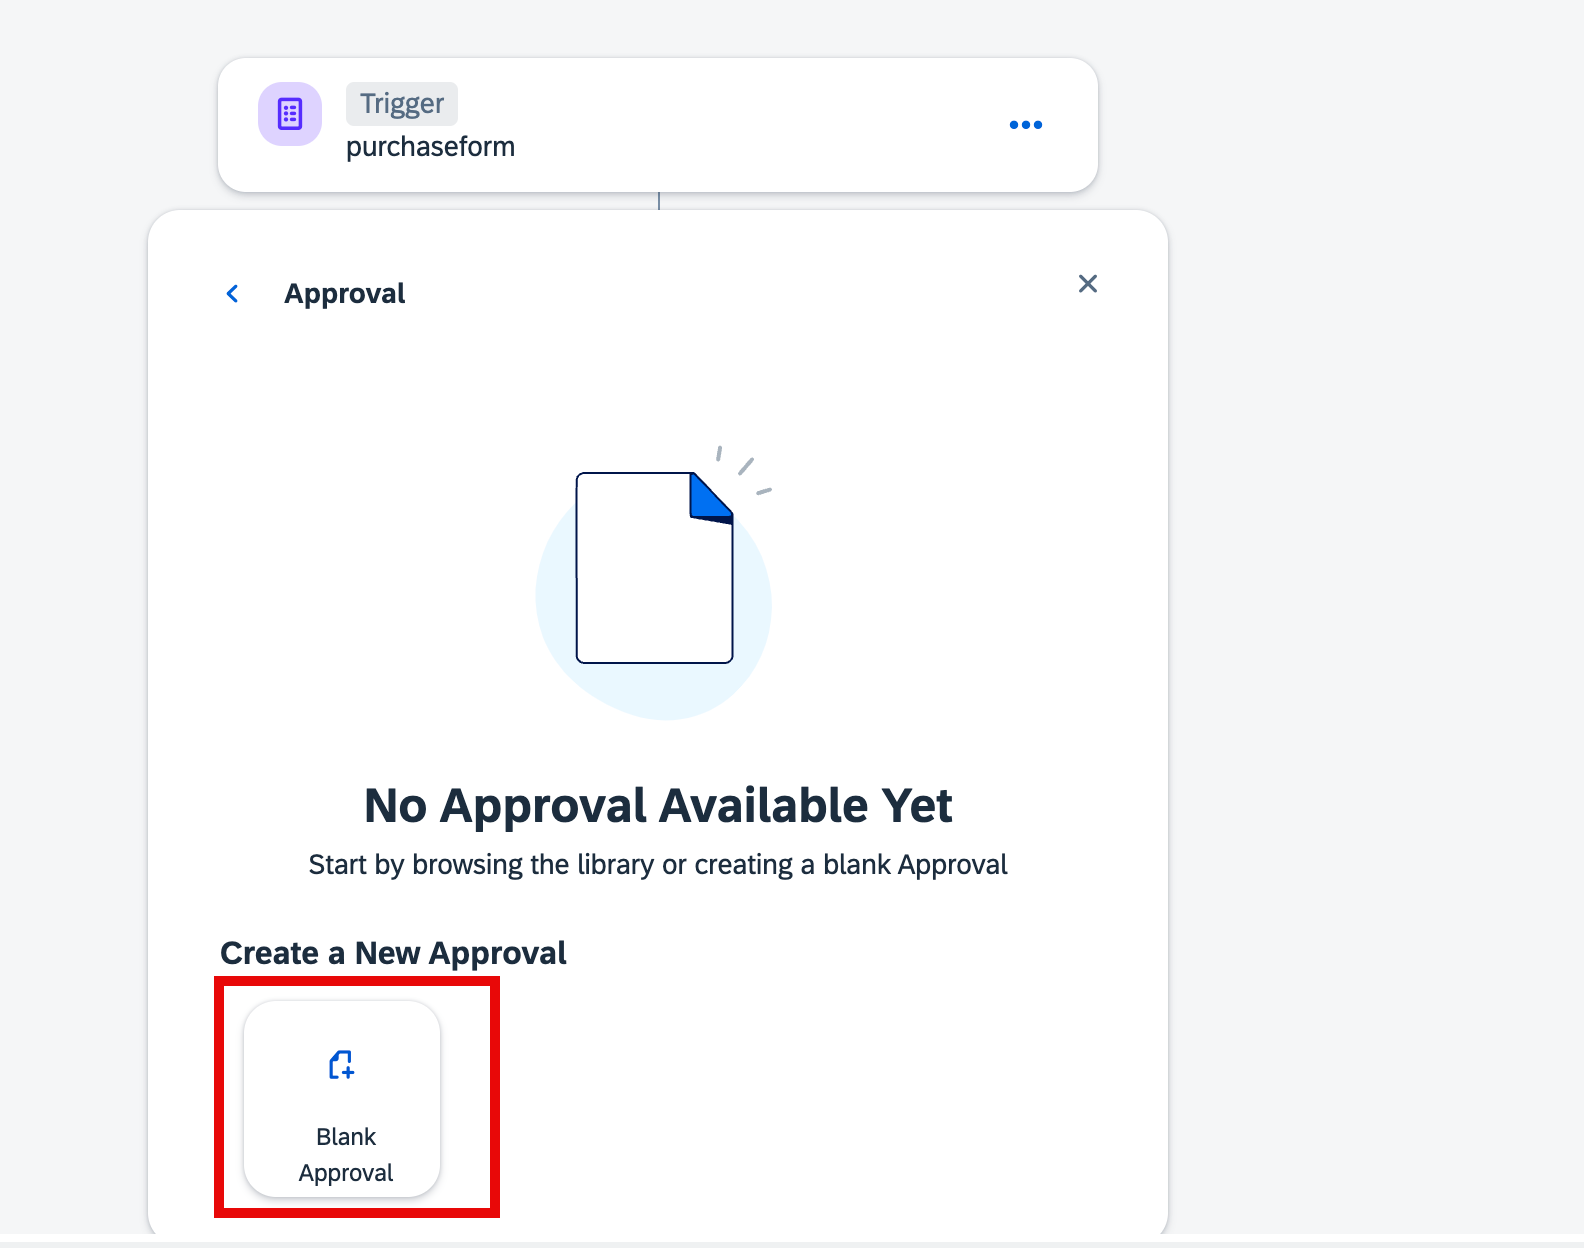 Trigger
purchaseform
Approval
No Approval Available Yet
Start by browsing the library or creating a blank Approval
Create a New Approval
Blank
Approval